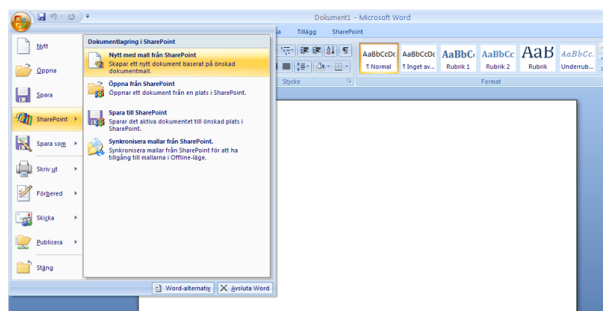 Dokument1 - Microsoft Word
Tillägg SharePoint
Nytt
Öppna
Spara
SharePoint
Spara som
Skriv ut
Förbered
Skicka
Publicera
Stäng
Dokumentlagring i SharePoint
Nytt med mall från SharePoint
Skapar ett nytt dokument baserat på önskad
dokumentmall.
Öppna från SharePoint
Öppnar ett dokument från en plats i SharePoint.
Spara till SharePoint
Sparar det aktiva dokumentet till önskad plats i
SharePoint.
Synkronisera mallar från SharePoint.
Synkronisera mallar från SharePoint för att ha
tillgång till mallarna i Offline-läge.
Word-alternativ Avsluta Word
AaBbCcDc AaBbCcDc AaBbC AaBbCc AaB AaBbCc
¶ Normal ¶ Inget av... Rubrik 1 Rubrik 2 Rubrik Underrub...
Stycke Format